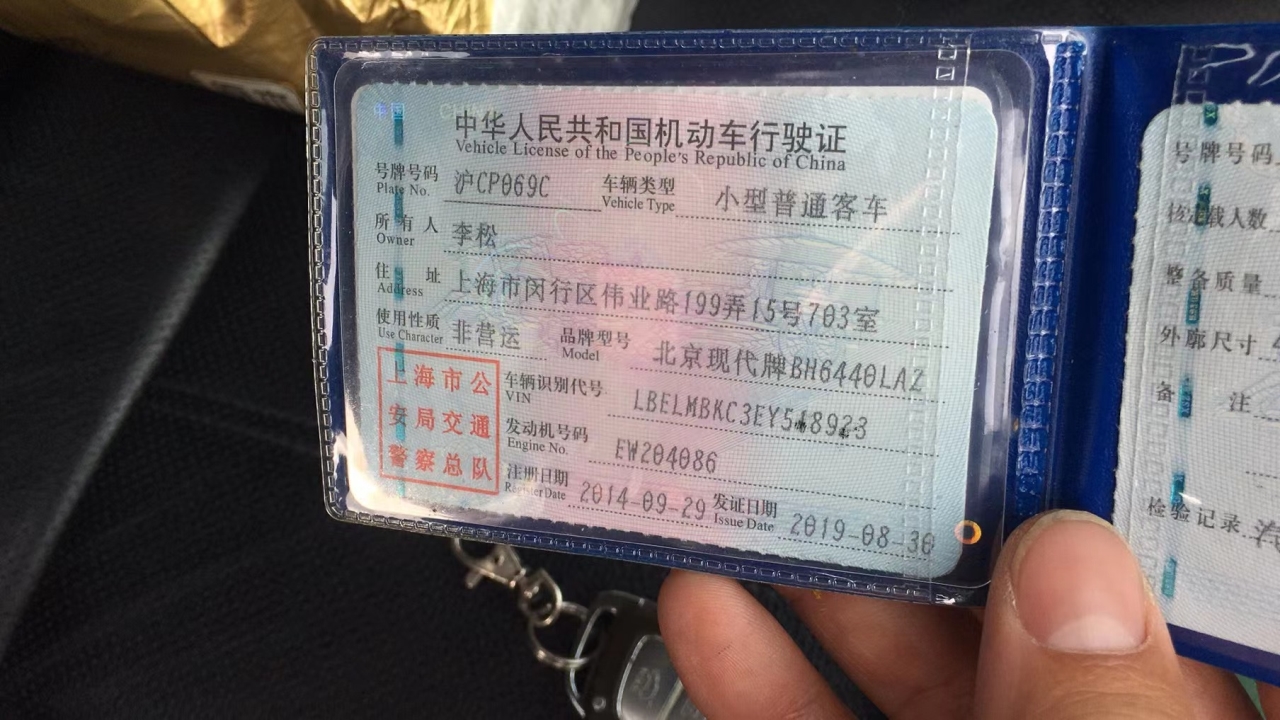 中国 CHINA
中华人民共和国机动车行驶证
Vehicle License of the People's Republic of China
号牌号码 沪CP069C 车辆类型 小型普通客车
Plate No. Vehicle Type
所有人 李松
Owner
住址 上海市闵行区伟业路199弄15号703室
Address
使用性质 非营运 品牌型号 北京现代牌BH6440LAZ
Use Character Model
上海市公
安局交通
警察总队
车辆识别代号 LBELMBKC3EY548923
VIN
发动机号码 EW204086
Engine No.
注册日期 2014-09-29 发证日期 2019-08-30
Register Date Issue Date
号牌号码
核定载人数
整备质量
外廓尺寸 4
备注
检验记录